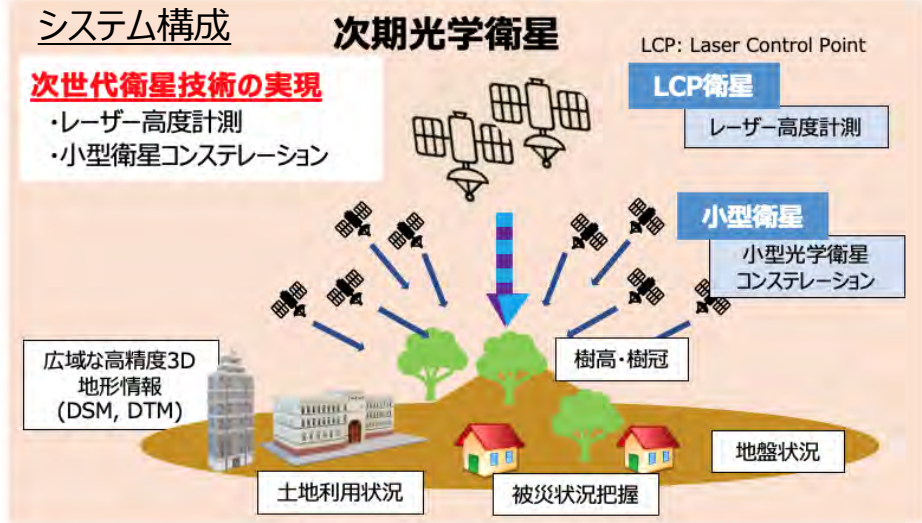 システム構成
次期光学衛星
LCP: Laser Control Point
次世代衛星技術の実現
・レーザー高度計測
・小型衛星コンステレーション
LCP衛星
レーザー高度計測
小型衛星
小型光学衛星
コンステレーション
広域な高精度3D
地形情報
(DSM, DTM)
樹高・樹冠
地盤状況
土地利用状況
被災状況把握